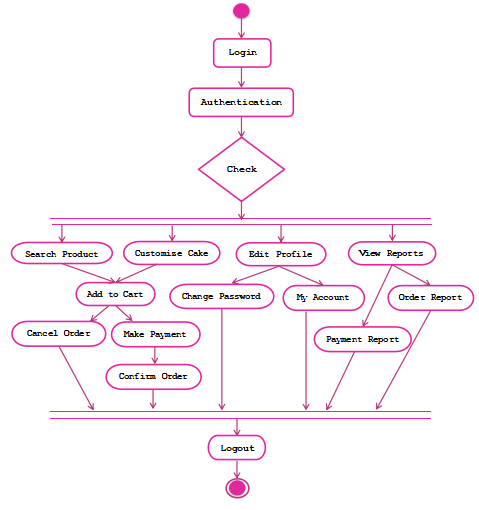 Login
Authentication
Check
Search Product
Customize Cake
Edit Profile
View Reports
Add to Cart
Change Password
My Account
Order Report
Cancel Order
Make Payment
Payment Report
Confirm Order
Logout